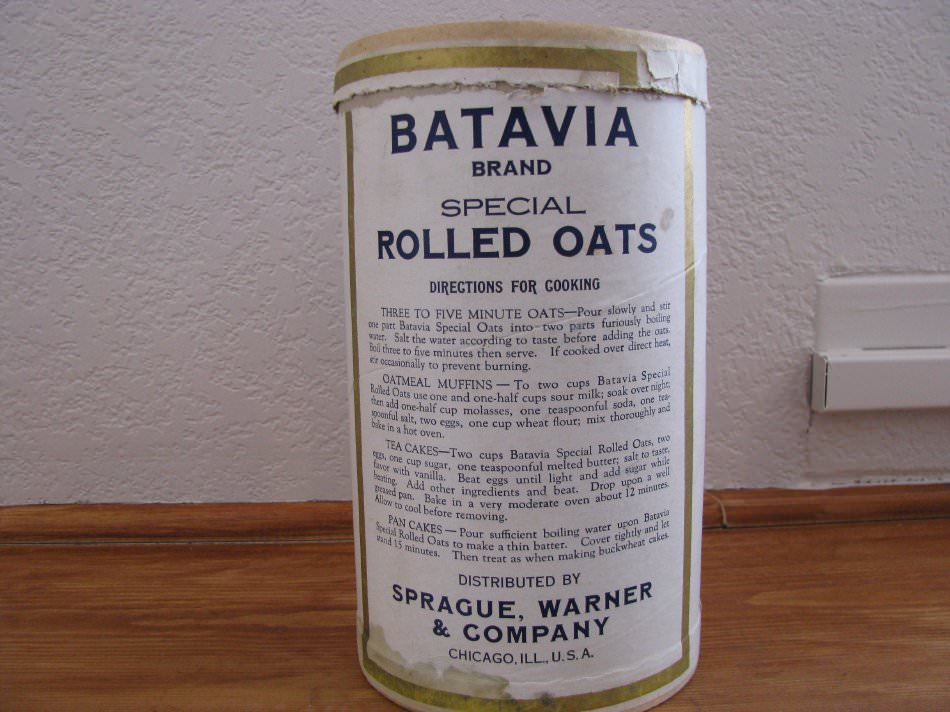 BATAVIA
BRAND
SPECIAL
ROLLED OATS
DIRECTIONS FOR COOKING
THREE TO FIVE MINUTE OATS—Pour slowly and stir
one part Batavia Special Oats into two parts furiously boiling
water. Salt the water according to taste before adding the oats.
Boil three to five minutes then serve. If cooked over direct heat,
stir occasionally to prevent burning.
OATMEAL MUFFINS — To two cups Batavia Special
Rolled Oats use one and one-half cups sour milk; soak over night;
then add one-half cup molasses, one teaspoonful soda, one tea-
spoonful salt, two eggs, one cup wheat flour; mix thoroughly and
bake in a hot oven.
TEA CAKES—Two cups Batavia Special Rolled Oats, two
eggs, one cup sugar, one teaspoonful melted butter; salt to taste,
flavor with vanilla. Beat eggs until light and add sugar while
beating. Add other ingredients and beat. Drop upon a well
greased pan. Bake in a very moderate oven about 12 minutes.
Allow to cool before removing.
PAN CAKES — Pour sufficient boiling water upon Batavia
Special Rolled Oats to make a thin batter. Cover tightly and let
stand 15 minutes. Then treat as when making buckwheat cakes.
DISTRIBUTED BY
SPRAGUE, WARNER
& COMPANY
CHICAGO, ILL., U. S. A.